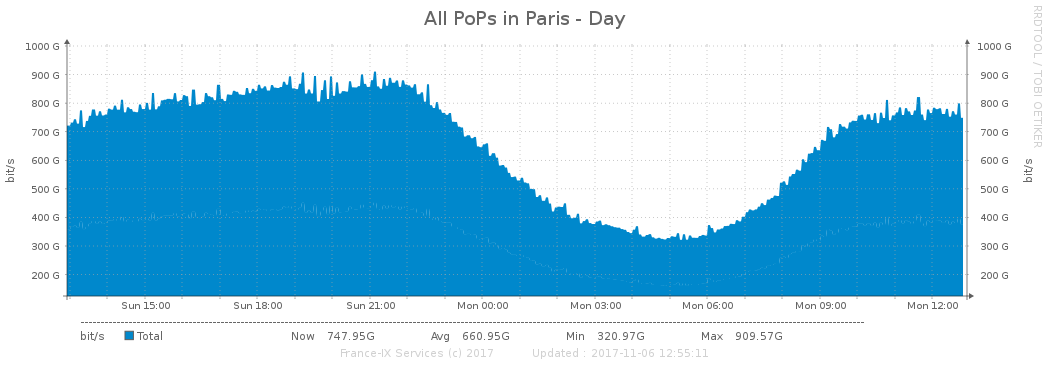 All PoPs in Paris - Day
RRDTOOL / TOBI OETIKER
bit/s
1000 G 1000 G
900 G 900 G
800 G 800 G
700 G 700 G
600 G 600 G
500 G 500 G
400 G 400 G
300 G 300 G
200 G 200 G
bit/s
Sun 15:00 Sun 18:00 Sun 21:00 Mon 00:00 Mon 03:00 Mon 06:00 Mon 09:00 Mon 12:00
bit/s Total Now 747.95G Avg 660.95G Min 320.97G Max 909.57G
France-IX Services (c) 2017 Updated : 2017-11-06 12:55:11